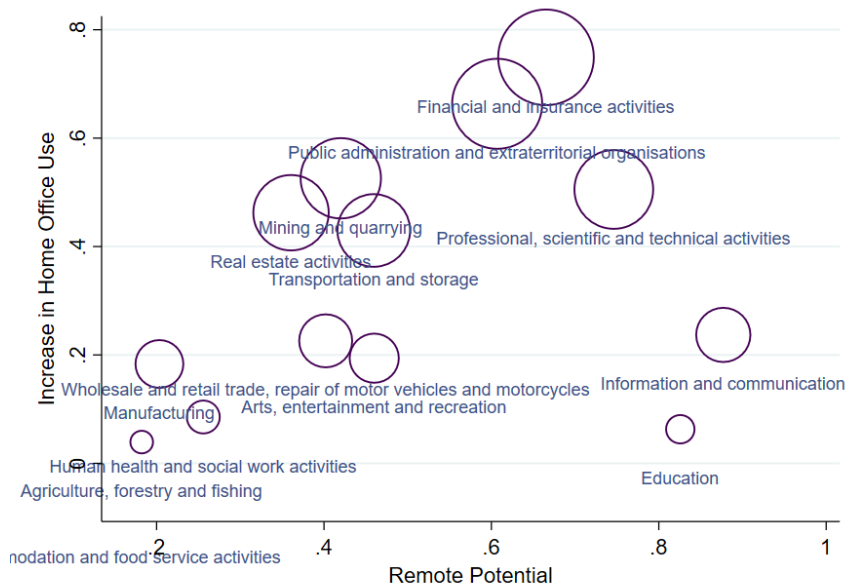 .8
Financial and insurance activities
.6
Public administration and extraterritorial organisations
Mining and quarrying
Professional, scientific and technical activities
.4
Real estate activities
Transportation and storage
Increase in Home Office Use
.2
Information and communication
Wholesale and retail trade, repair of motor vehicles and motorcycles
Arts, entertainment and recreation
Manufacturing
0
Human health and social work activities
Education
Agriculture, forestry and fishing
.2 .4 .6 .8 1
modation and food service activities
Remote Potential